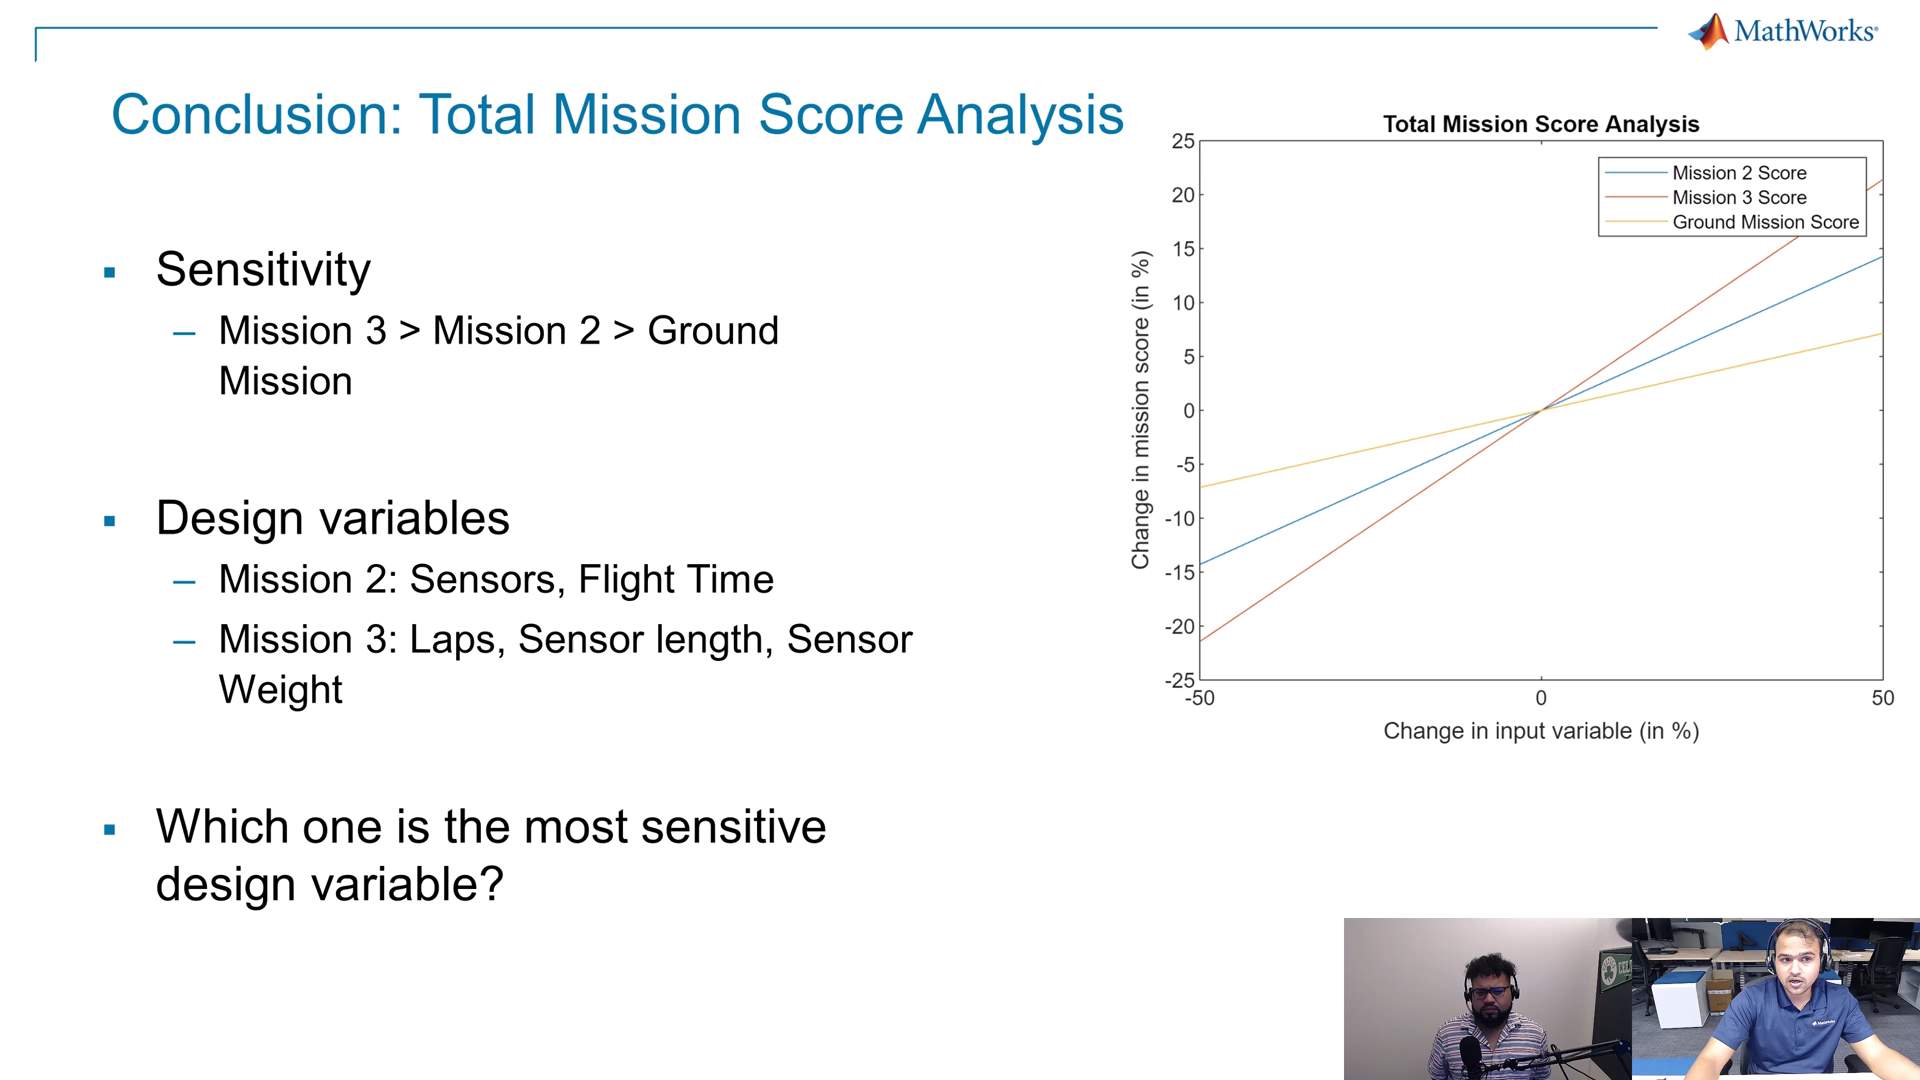 MathWorks®
Conclusion: Total Mission Score Analysis
▪ Sensitivity
– Mission 3 > Mission 2 > Ground
Mission
▪ Design variables
– Mission 2: Sensors, Flight Time
– Mission 3: Laps, Sensor length, Sensor
Weight
▪ Which one is the most sensitive
design variable?
Total Mission Score Analysis
Mission 2 Score
Mission 3 Score
Ground Mission Score
Change in mission score (in %)
25
20
15
10
5
0
-5
-10
-15
-20
-25
-50
0
50
Change in input variable (in %)
CEL
MathWorks